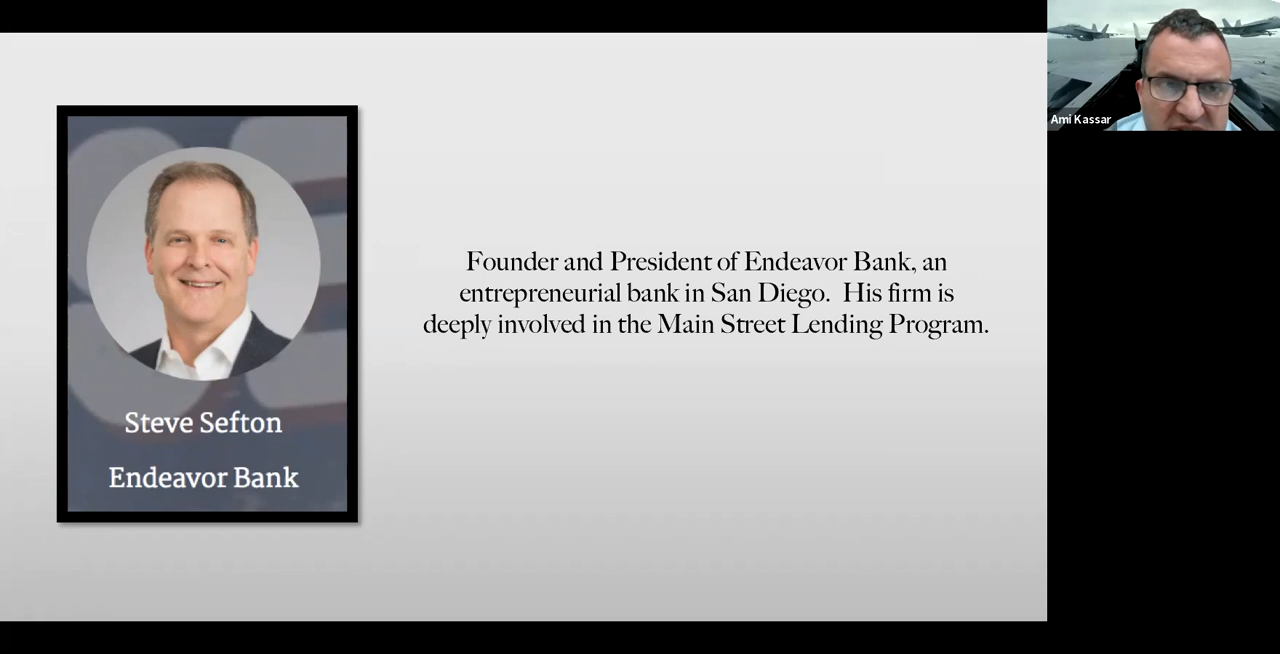 Ami Kassar
Founder and President of Endeavor Bank, an
entrepreneurial bank in San Diego.  His firm is
deeply involved in the Main Street Lending Program.
Steve Sefton
Endeavor Bank